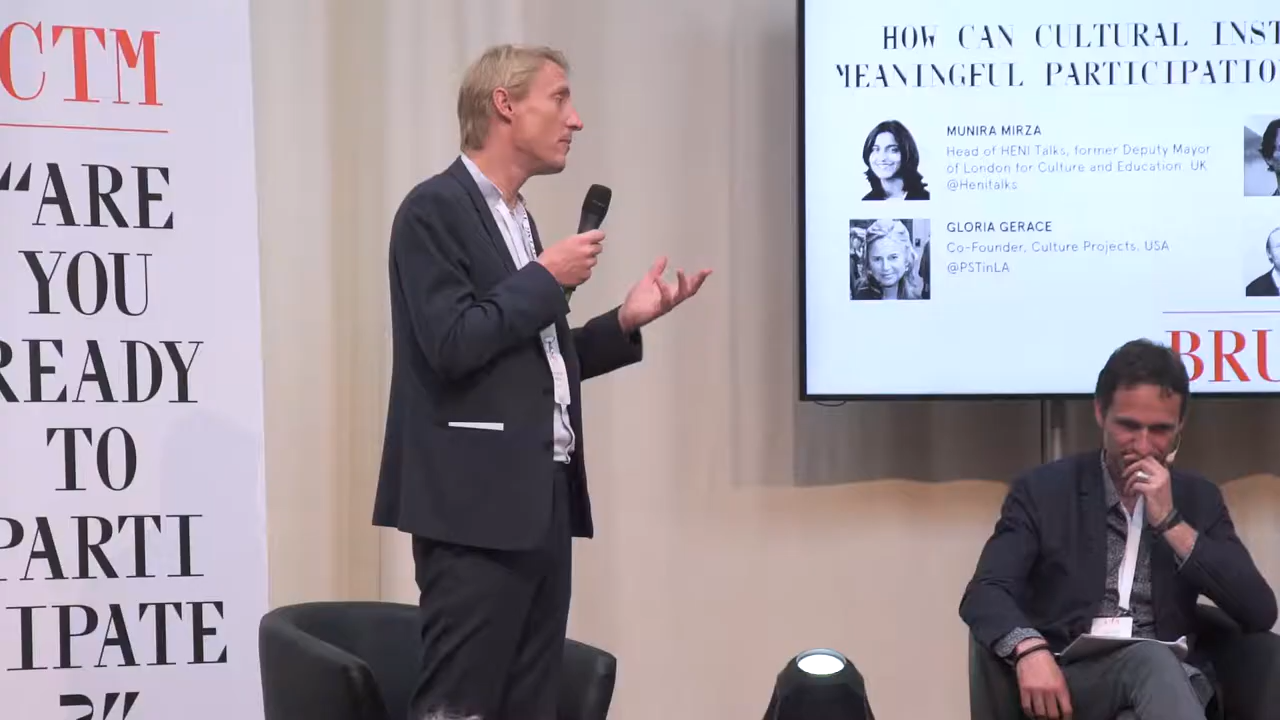 CTM
“ARE
YOU
READY
TO
PARTI
IPATE
?”
HOW CAN CULTURAL INST
MEANINGFUL PARTICIPATIO
MUNIRA MIRZA
Head of HENI Talks, former Deputy Mayor
of London for Culture and Education, UK
@Henitalks
GLORIA GERACE
Co-Founder, Culture Projects, USA
@PSTinLA
BRU